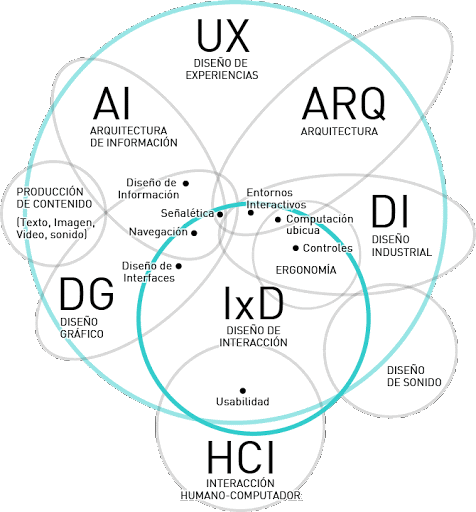 UX
DISEÑO DE
EXPERIENCIAS
AI
ARQUITECTURA
DE INFORMACIÓN
ARQ
ARQUITECTURA
PRODUCCIÓN
DE CONTENIDO
[Texto, Imagen,
Video, sonido]
Diseño de
Información
Señalética
Navegación
Diseño de
Interfaces
Entornos
Interactivos
Computación
ubicua
Controles
ERGONOMÍA
DI
DISEÑO
INDUSTRIAL
DG
DISEÑO
GRÁFICO
IxD
DISEÑO DE
INTERACCIÓN
DISEÑO
DE SONIDO
Usabilidad
HCI
INTERACCIÓN
HUMANO-COMPUTADOR